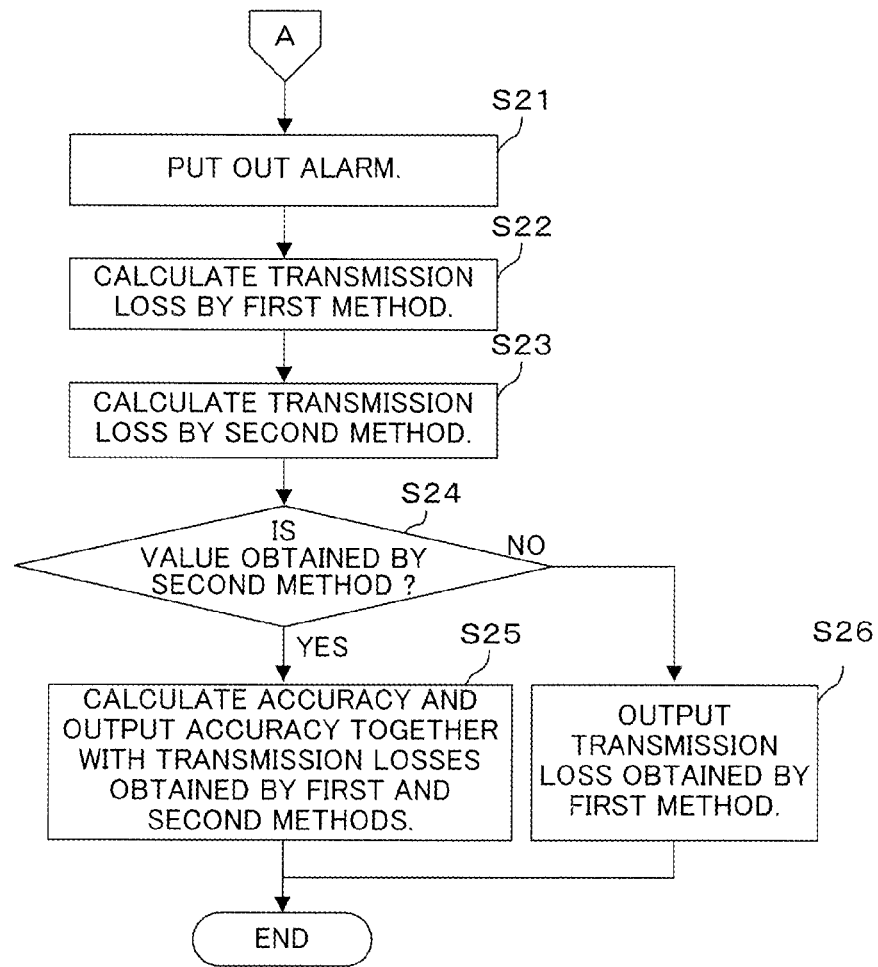 A
S21
PUT OUT ALARM.
S22
CALCULATE TRANSMISSION
LOSS BY FIRST METHOD.
S23
CALCULATE TRANSMISSION
LOSS BY SECOND METHOD.
S24
IS
VALUE OBTAINED BY
SECOND METHOD ?
NO
YES
S25
CALCULATE ACCURACY AND
OUTPUT ACCURACY TOGETHER
WITH TRANSMISSION LOSSES
OBTAINED BY FIRST AND
SECOND METHODS.
S26
OUTPUT
TRANSMISSION
LOSS OBTAINED BY
FIRST METHOD.
END